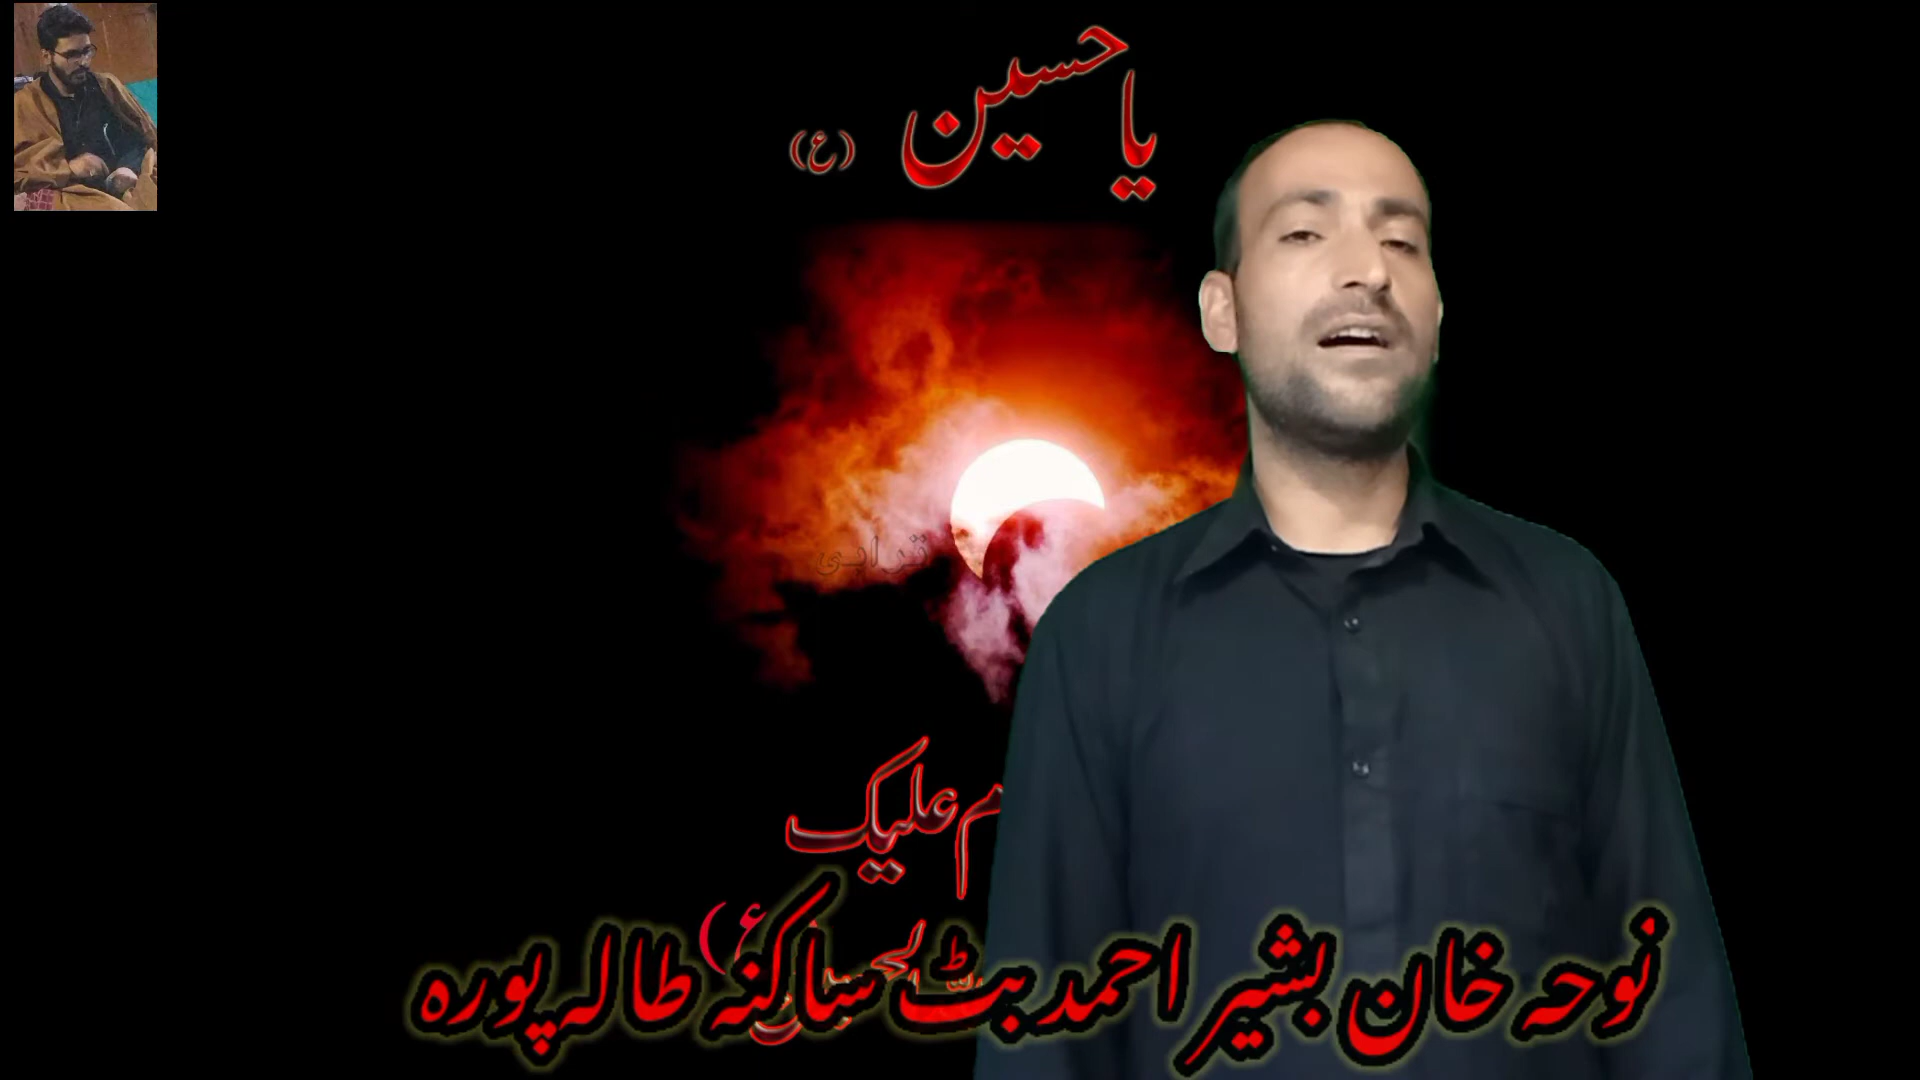 یا حسین (ع)
ترابی
علیک
نوحہ خان بشیر احمد بٹ ساکنہ طالہ پورہ